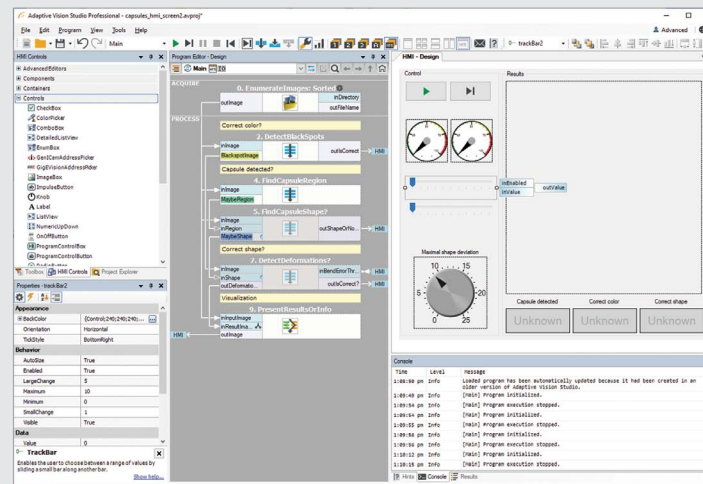 Adaptive Vision Studio Professional - capsules_hmi_screen2.avproj*
File Edit Program View Tools Help
Advanced
Main
trackBar2
HMI Controls
Advanced Editors
Components
Containers
Controls
CheckBox
ColorPicker
ComboBox
DetailedListView
EnumBox
GenICamAddressPicker
GigEVisionAddressPicker
ImageBox
ImpulseButton
Knob
Label
ListView
NumericUpDown
OnOffButton
ProgramControlBox
ProgramControlButton
RadioButton
Toolbox HMI Controls Project Explorer
Properties - trackBar2
Appearance
BackColor {Control;240;240;240;...
Orientation Horizontal
TickStyle BottomRight
Behavior
AutoSize True
Enabled True
LargeChange 5
Maximum 10
Minimum 0
SmallChange 1
Visible True
Data
Value 0
TrackBar
Enables the user to choose between a range of values by
sliding a small bar along another bar.
Show help...
Program Editor - Design
Main IO
ACQUIRE
0. EnumerateImages: Sorted
outImage
inDirectory
outFileName
PROCESS
Correct color?
2. DetectBlackSpots
inImage
BlackspotImage
outIsCorrect
HMI
Capsule detected?
4. FindCapsuleRegion
inImage
MaybeRegion
5. FindCapsuleShape?
inImage
inRegion
MaybeShape
outShapeOrNo...
HMI
Correct shape?
7. DetectDeformations?
inImage
inShape
outDeformatio...
inBendErrorThr...
outIsCorrect?
HMI
HMI
Visualization
9. PresentResultsOrInfo
inInputImage
inResultIma...
outImage
HMI
HMI - Design
Control
Results
inEnabled
inValue
outValue
Maximal shape deviation
0 5 10 15 20 25
Capsule detected
Correct color
Correct shape
Unknown
Unknown
Unknown
Console
Time Level Message
1:08:50 pm Info Loaded program has been automatically updated because it had been created in an
older version of Adaptive Vision Studio.
1:09:49 pm Info [Main] Program initialized.
1:09:54 pm Info [Main] Program execution stopped.
1:09:54 pm Info [Main] Program initialized.
1:09:55 pm Info [Main] Program execution stopped.
1:09:56 pm Info [Main] Program initialized.
1:09:56 pm Info [Main] Program execution stopped.
1:10:12 pm Info [Main] Program initialized.
1:10:15 pm Info [Main] Program execution stopped.
Hints Console Results